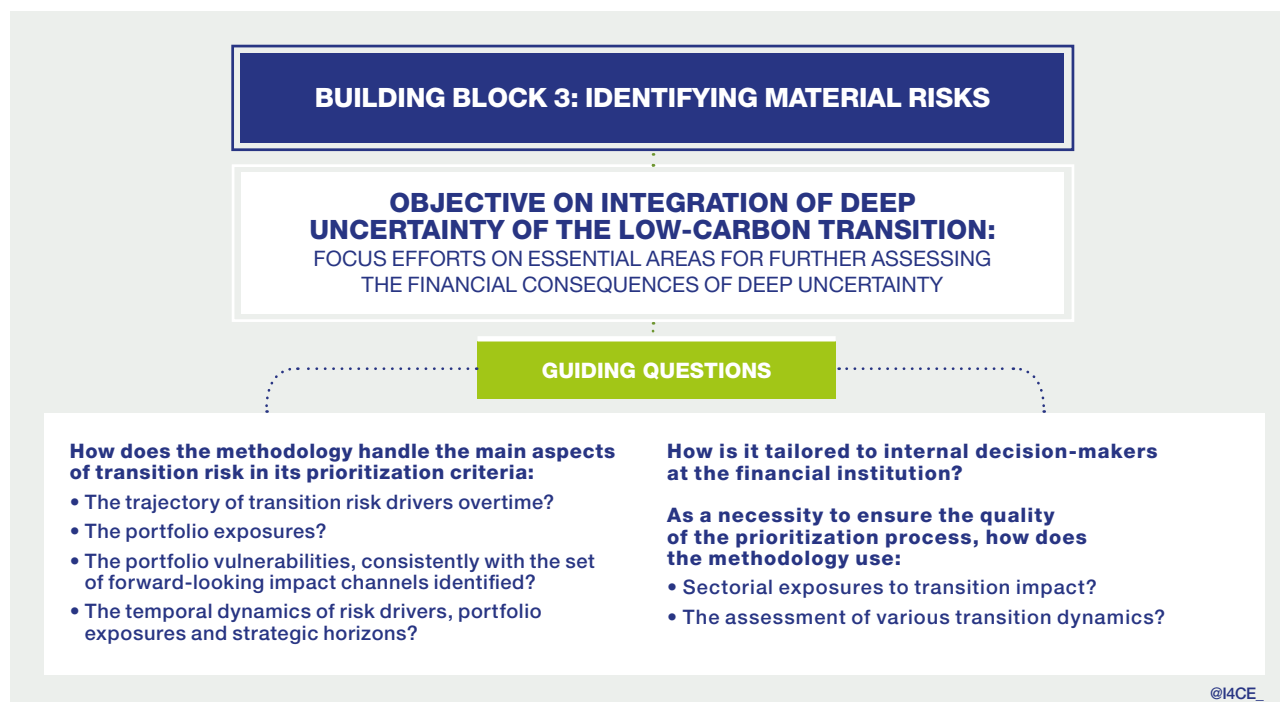 BUILDING BLOCK 3: IDENTIFYING MATERIAL RISKS
OBJECTIVE ON INTEGRATION OF DEEP
UNCERTAINTY OF THE LOW-CARBON TRANSITION:
FOCUS EFFORTS ON ESSENTIAL AREAS FOR FURTHER ASSESSING
THE FINANCIAL CONSEQUENCES OF DEEP UNCERTAINTY
GUIDING QUESTIONS
How does the methodology handle the main aspects
of transition risk in its prioritization criteria:
• The trajectory of transition risk drivers overtime?
• The portfolio exposures?
• The portfolio vulnerabilities, consistently with the set
of forward-looking impact channels identified?
• The temporal dynamics of risk drivers, portfolio
exposures and strategic horizons?
How is it tailored to internal decision-makers
at the financial institution?
As a necessity to ensure the quality
of the prioritization process, how does
the methodology use:
• Sectorial exposures to transition impact?
• The assessment of various transition dynamics?
@I4CE_